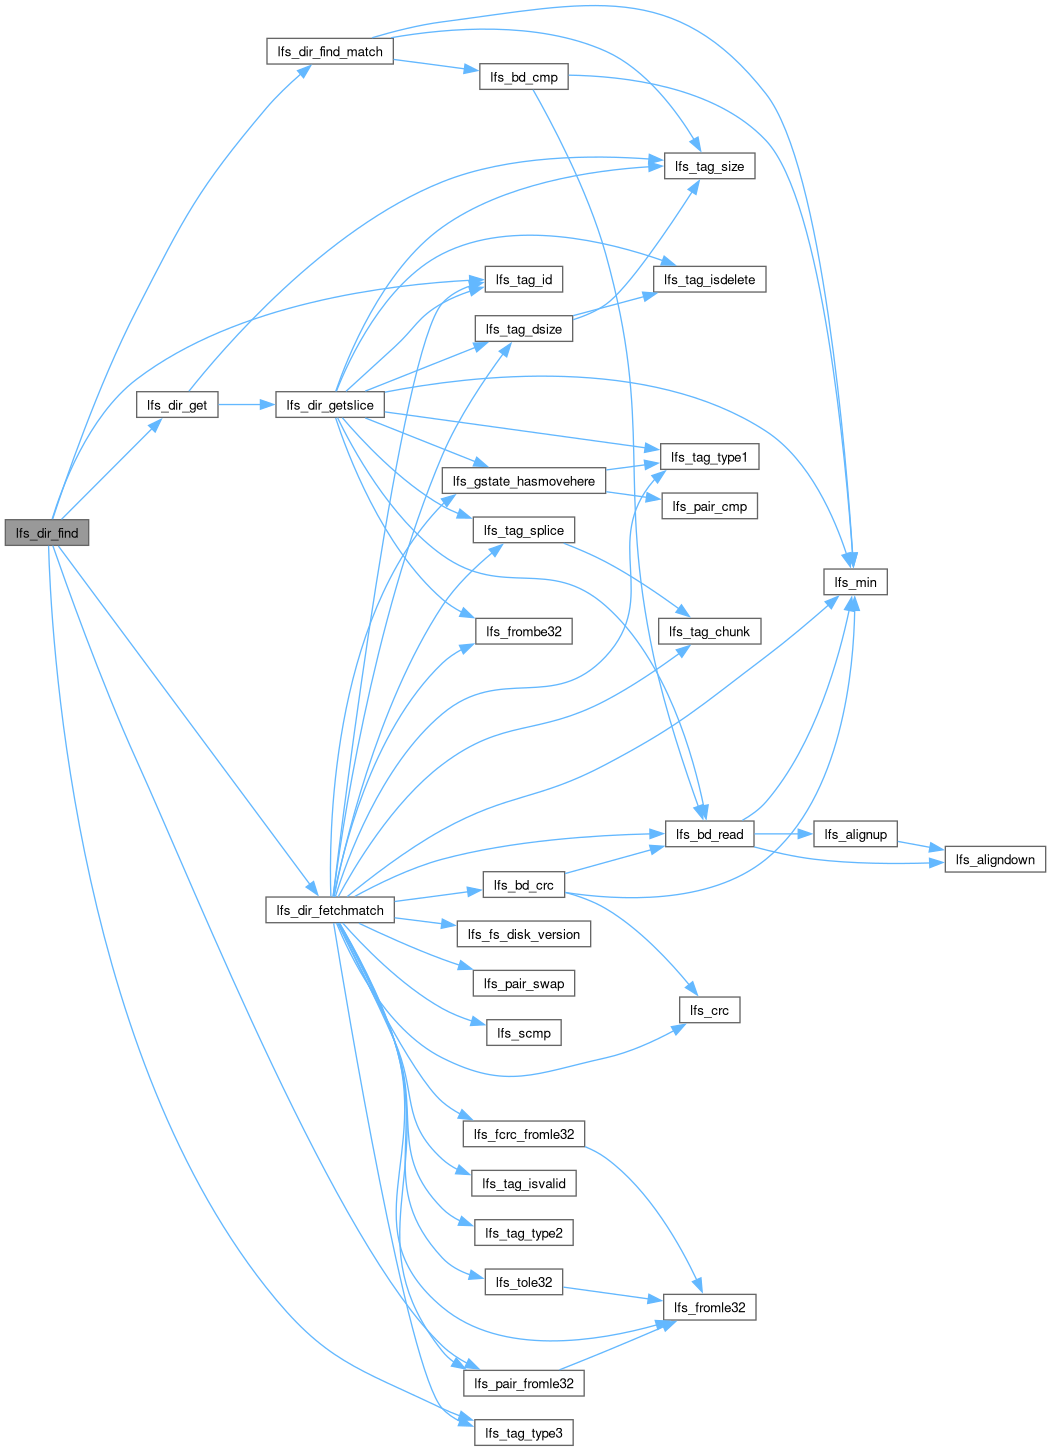 lfs_dir_find_match
lfs_bd_cmp
lfs_tag_size
lfs_tag_id
lfs_tag_isdelete
lfs_tag_dsize
lfs_dir_get
lfs_dir_getslice
lfs_tag_type1
lfs_gstate_hasmovehere
lfs_pair_cmp
lfs_dir_find
lfs_tag_splice
lfs_min
lfs_frombe32
lfs_tag_chunk
lfs_bd_read
lfs_alignup
lfs_aligndown
lfs_bd_crc
lfs_dir_fetchmatch
lfs_fs_disk_version
lfs_pair_swap
lfs_crc
lfs_scmp
lfs_fcrc_fromle32
lfs_tag_isvalid
lfs_tag_type2
lfs_tole32
lfs_fromle32
lfs_pair_fromle32
lfs_tag_type3